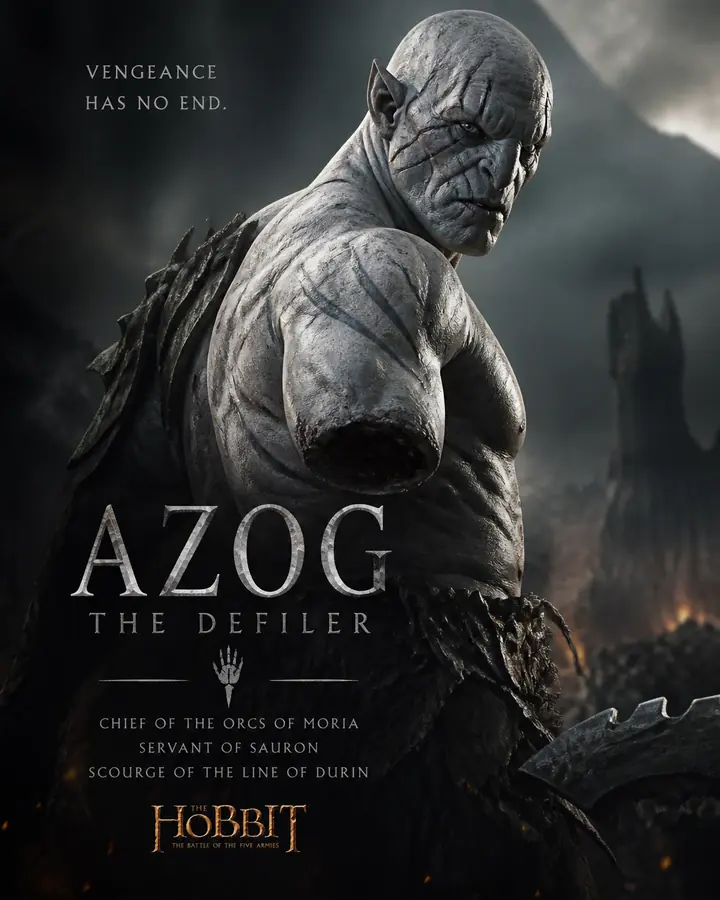 VENGEANCE
HAS NO END.
AZOG
THE DEFILER
CHIEF OF THE ORCS OF MORIA
SERVANT OF SAURON
SCOURGE OF THE LINE OF DURIN
THE
HOBBIT
THE BATTLE OF THE FIVE ARMIES